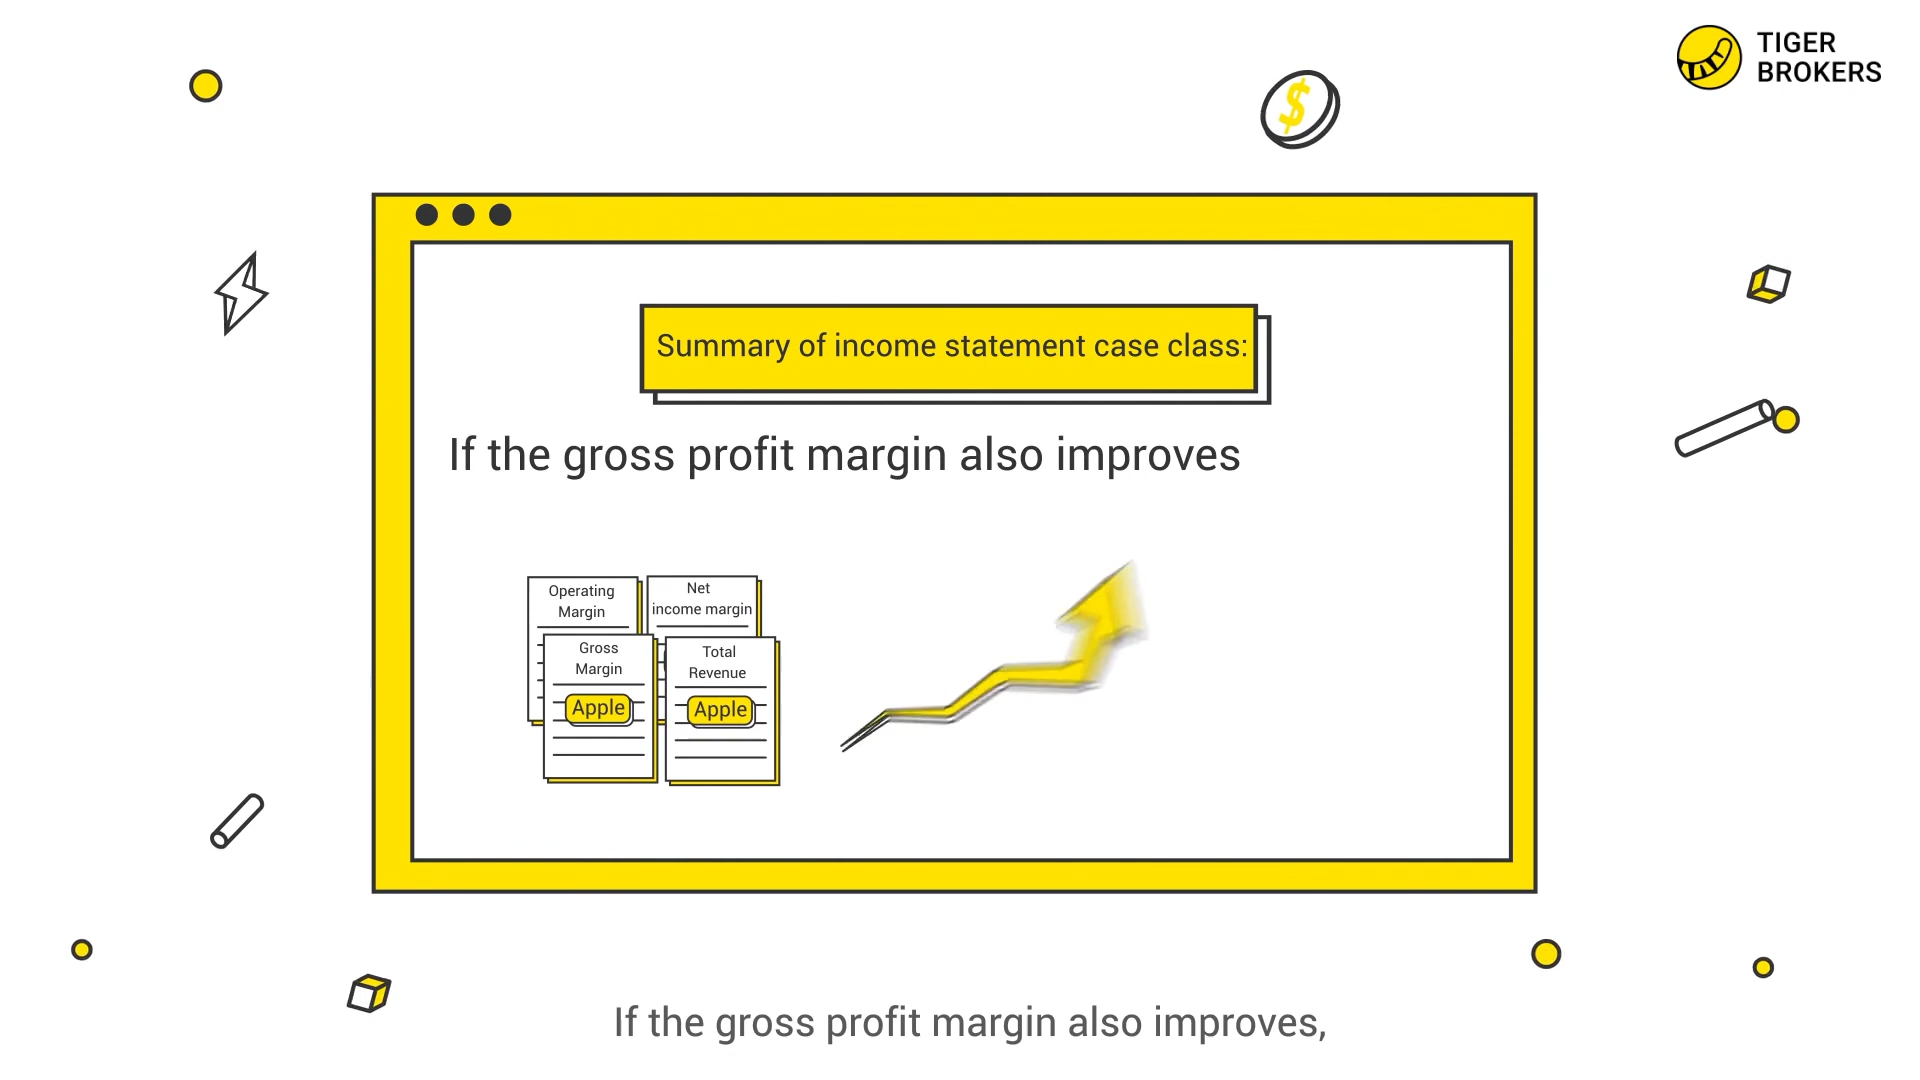 TIGER
BROKERS
Summary of income statement case class:
If the gross profit margin also improves
Operating
Margin
Net
income margin
Gross
Margin
Total
Revenue
Apple
Apple
If the gross profit margin also improves,